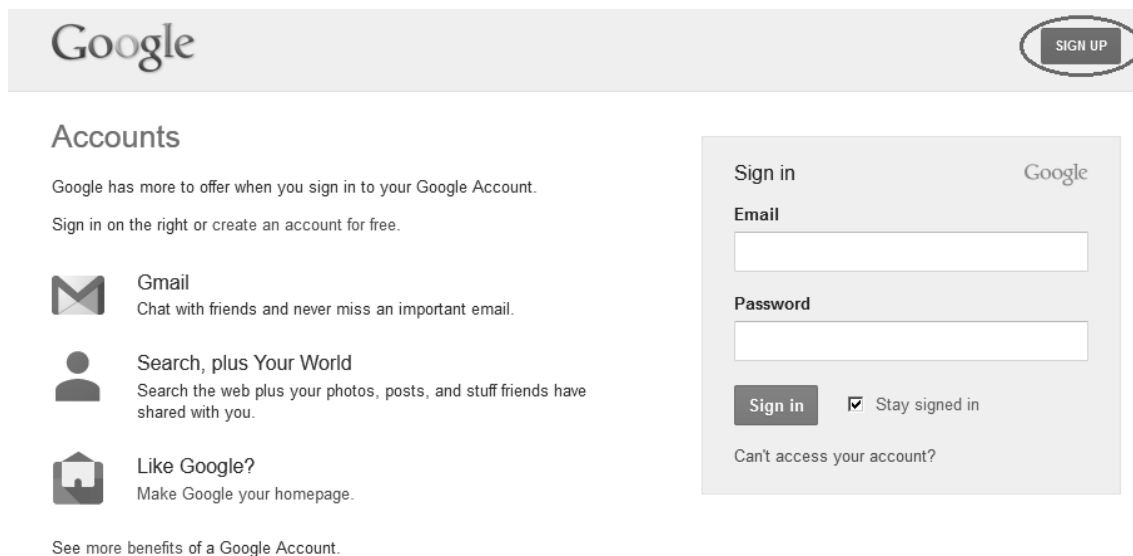 Google
SIGN UP
Accounts
Google has more to offer when you sign in to your Google Account.
Sign in on the right or create an account for free.
Gmail
Chat with friends and never miss an important email.
Search, plus Your World
Search the web plus your photos, posts, and stuff friends have
shared with you.
Like Google?
Make Google your homepage.
See more benefits of a Google Account.
Sign in
Google
Email
Password
Sign in
Stay signed in
Can't access your account?